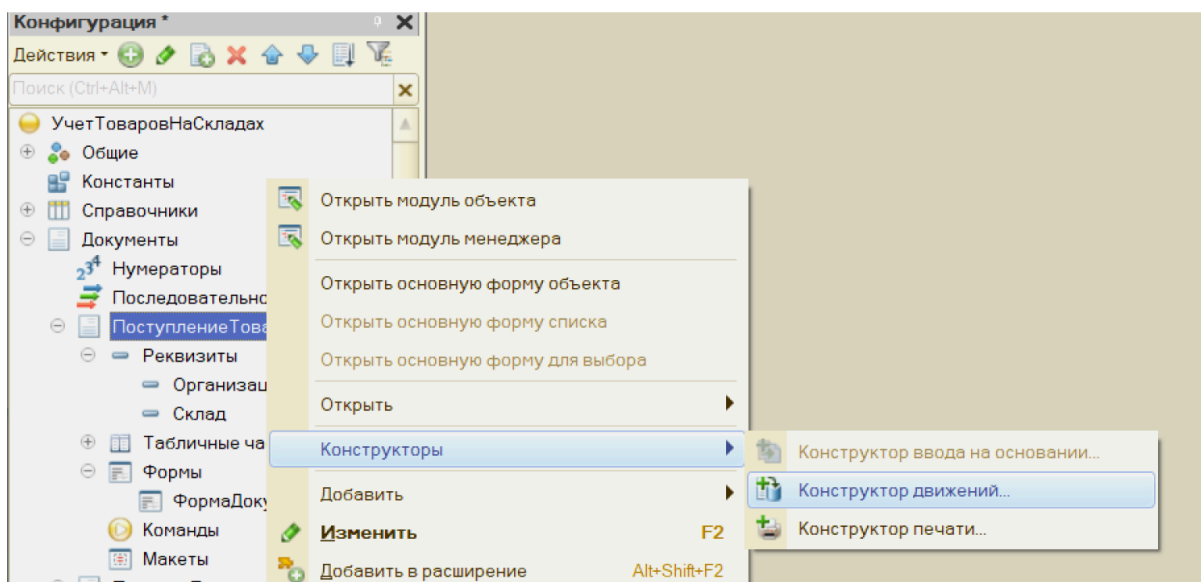 Конфигурация *
Действия
Поиск (Ctrl+Alt+M)
УчетТоваровНаСкладах
Общие
Константы
Справочники
Документы
Нумераторы
Последовательно
ПоступлениеТова
Реквизиты
Организац
Склад
Табличные ча
Формы
ФормаДоку
Команды
Макеты
Открыть модуль объекта
Открыть модуль менеджера
Открыть основную форму объекта
Открыть основную форму списка
Открыть основную форму для выбора
Открыть
Конструкторы
Добавить
Изменить F2
Добавить в расширение Alt+Shift+F2
Конструктор ввода на основании...
Конструктор движений...
Конструктор печати...